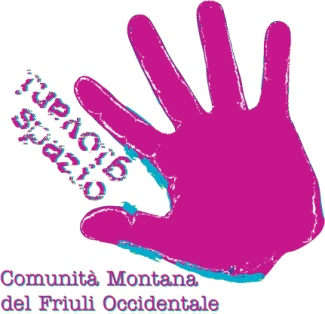 spazio
giovani
Comunità Montana
del Friuli Occidentale